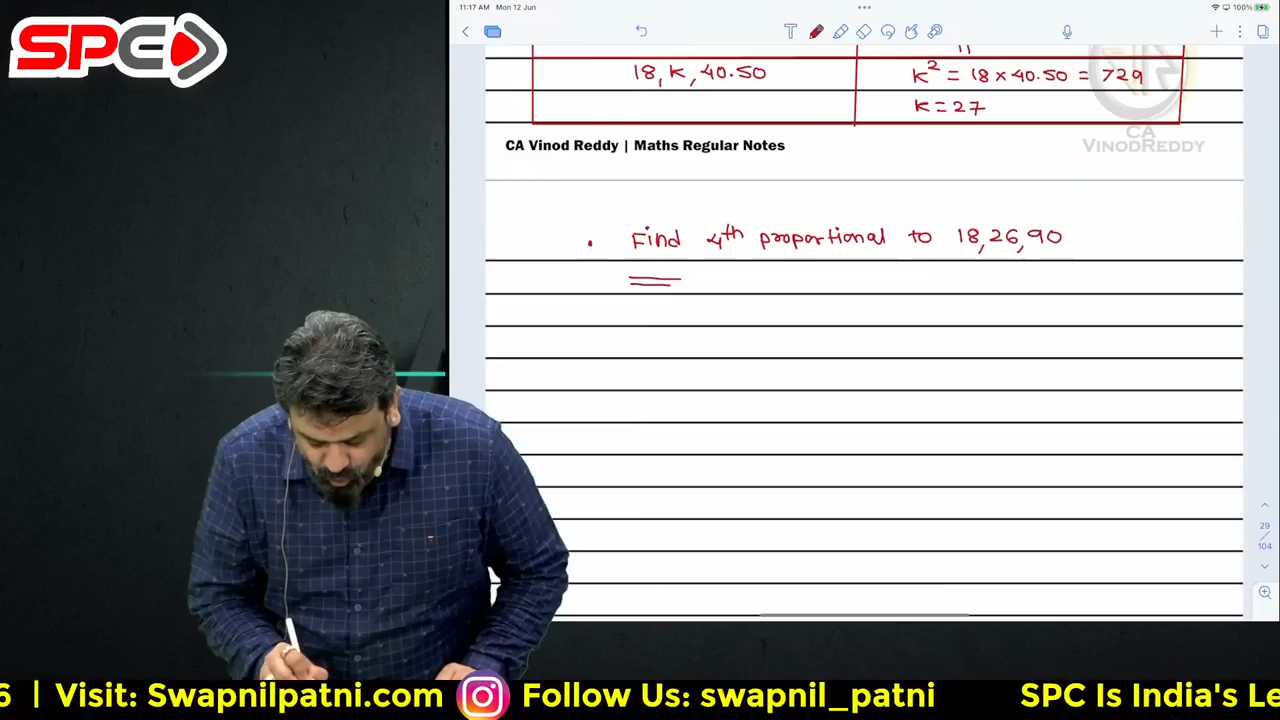 11:17 AM Mon 12 Jun
100%
SPC
T
18, K, 40.50
K² = 18 × 40.50 = 729
K = 27
CA Vinod Reddy | Maths Regular Notes
CA
VINODREDDY
. Find 4th proportional to 18, 26, 90
29
104
6 | Visit: Swapnilpatni.com Follow Us: swapnil_patni SPC Is India's Le